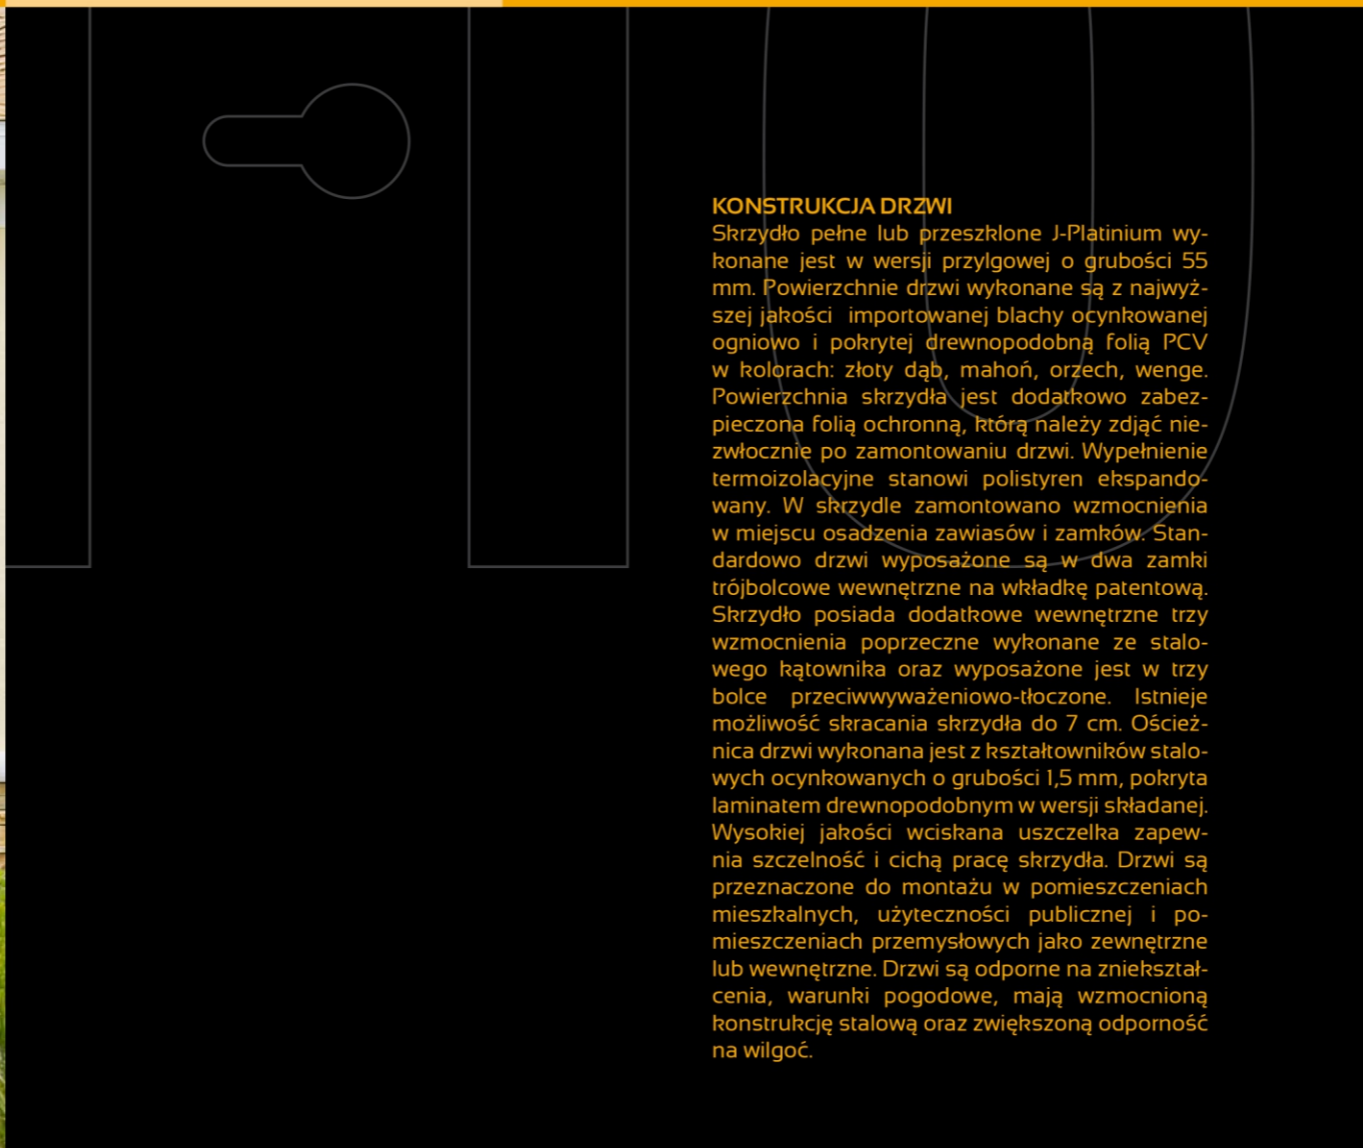 KONSTRUKCJA DRZWI
Skrzydło pełne lub przeszklone J-Platinium wy-
konane jest w wersji przylgowej o grubości 55
mm. Powierzchnie drzwi wykonane są z najwyż-
szej jakości importowanej blachy ocynkowanej
ogniowo i pokrytej drewnopodobną folią PCV
w kolorach: złoty dąb, mahoń, orzech, wenge.
Powierzchnia skrzydła jest dodatkowo zabez-
pieczona folią ochronną, którą należy zdjąć nie-
zwłocznie po zamontowaniu drzwi. Wypełnienie
termoizolacyjne stanowi polistyren ekspando-
wany. W skrzydle zamontowano wzmocnienia
w miejscu osadzenia zawiasów i zamków. Stan-
dardowo drzwi wyposażone są w dwa zamki
trójbolcowe wewnętrzne na wkładkę patentową.
Skrzydło posiada dodatkowe wewnętrzne trzy
wzmocnienia poprzeczne wykonane ze stalo-
wego kątownika oraz wyposażone jest w trzy
bolce przeciwwyważeniowo-tłoczone. Istnieje
możliwość skracania skrzydła do 7 cm. Oścież-
nica drzwi wykonana jest z kształtowników stalo-
wych ocynkowanych o grubości 1,5 mm, pokryta
laminatem drewnopodobnym w wersji składanej.
Wysokiej jakości wciskana uszczelka zapew-
nia szczelność i cichą pracę skrzydła. Drzwi są
przeznaczone do montażu w pomieszczeniach
mieszkalnych, użyteczności publicznej i po-
mieszczeniach przemysłowych jako zewnętrzne
lub wewnętrzne. Drzwi są odporne na zniekształ-
cenia, warunki pogodowe, mają wzmocnioną
konstrukcję stalową oraz zwiększoną odporność
na wilgoć.